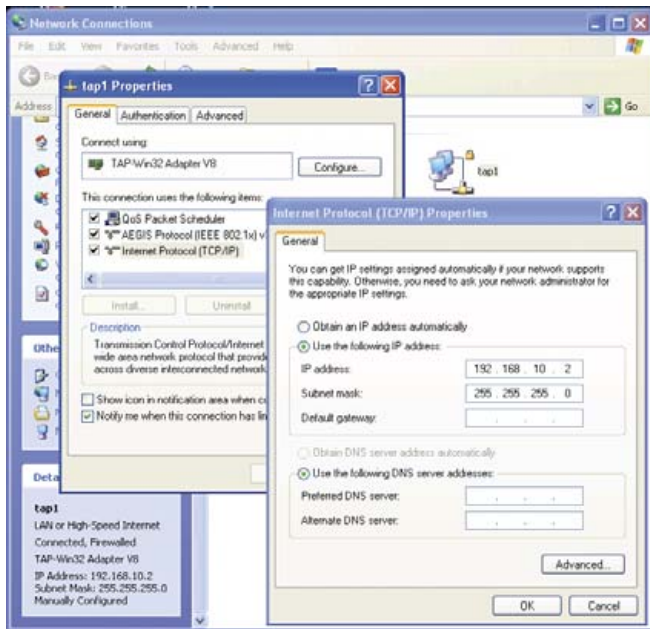 Network Connections
File Edit View Favorites Tools Advanced Help
Address
Go
tap1
tap1 Properties
General Authentication Advanced
Connect using:
TAP-Win32 Adapter V8
Configure...
This connection uses the following items:
QoS Packet Scheduler
AEGIS Protocol (IEEE 802.1x) v
Internet Protocol (TCP/IP)
Install... Uninstall
Description
Transmission Control Protocol/Internet
wide area network protocol that provid
across diverse interconnected network
Show icon in notification area when c
Notify me when this connection has lin
Othe
Deta
tap1
LAN or High-Speed Internet
Connected, Firewalled
TAP-Win32 Adapter V8
IP Address: 192.168.10.2
Subnet Mask: 255.255.255.0
Manually Configured
Internet Protocol (TCP/IP) Properties
General
You can get IP settings assigned automatically if your network supports
this capability. Otherwise, you need to ask your network administrator for
the appropriate IP settings.
Obtain an IP address automatically
Use the following IP address:
IP address: 192 . 168 . 10 . 2
Subnet mask: 255 . 255 . 255 . 0
Default gateway: . . .
Obtain DNS server address automatically
Use the following DNS server addresses:
Preferred DNS server: . . .
Alternate DNS server: . . .
Advanced...
OK Cancel